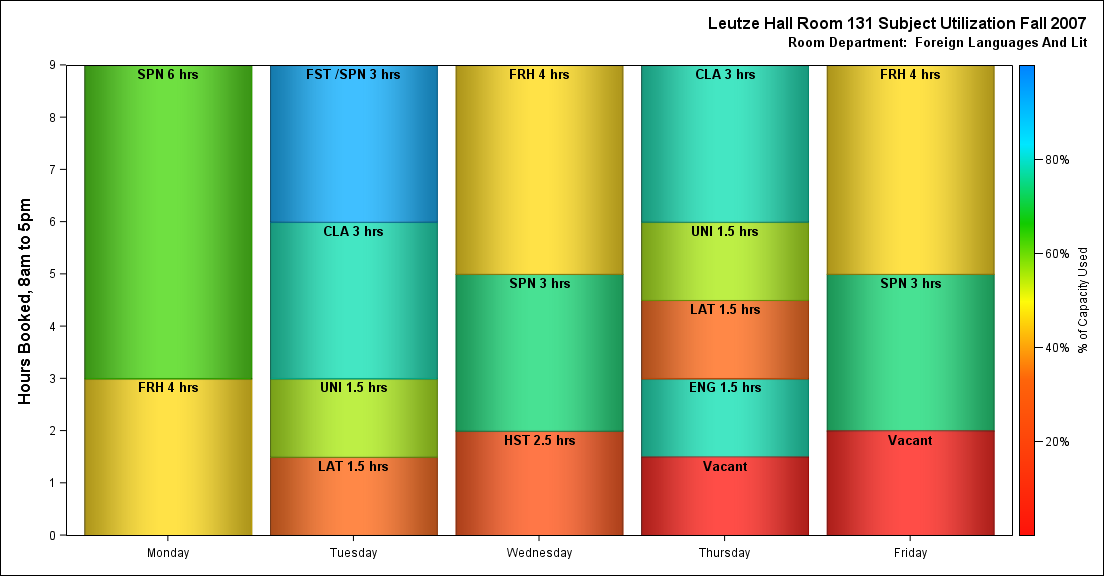 Leutze Hall Room 131 Subject Utilization Fall 2007
Room Department:  Foreign Languages And Lit
Hours Booked, 8am to 5pm
9
8
7
6
5
4
3
2
1
0
SPN 6 hrs
FRH 4 hrs
Monday
FST /SPN 3 hrs
CLA 3 hrs
UNI 1.5 hrs
LAT 1.5 hrs
Tuesday
FRH 4 hrs
SPN 3 hrs
HST 2.5 hrs
Wednesday
CLA 3 hrs
UNI 1.5 hrs
LAT 1.5 hrs
ENG 1.5 hrs
Vacant
Thursday
FRH 4 hrs
SPN 3 hrs
Vacant
Friday
80%
60%
40%
20%
% of Capacity Used